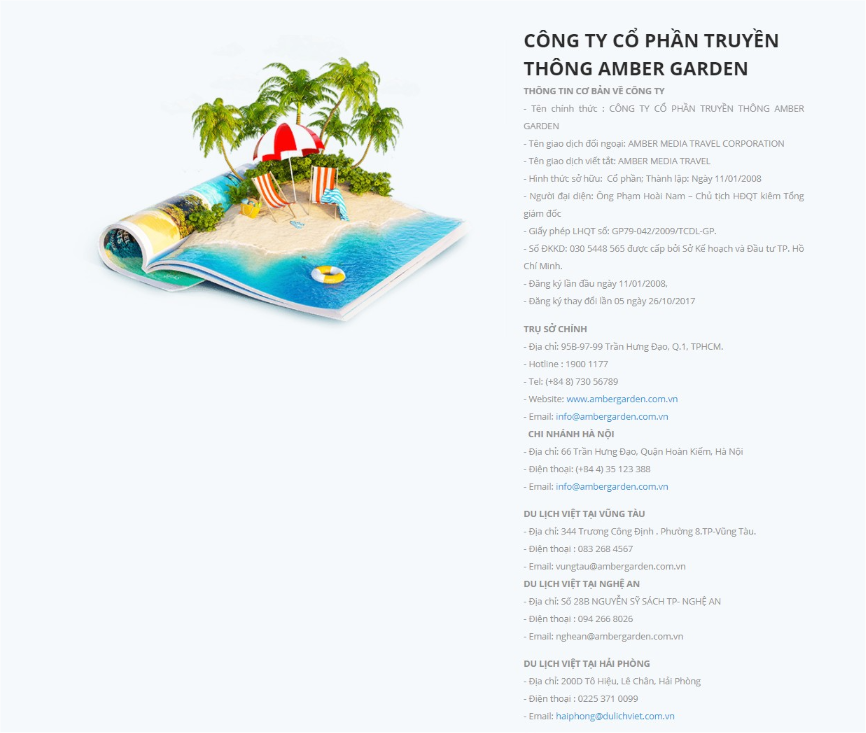 CÔNG TY CỔ PHẦN TRUYỀN
THÔNG AMBER GARDEN
THÔNG TIN CƠ BẢN VỀ CÔNG TY
- Tên chính thức : CÔNG TY CỔ PHẦN TRUYỀN THÔNG AMBER
GARDEN
- Tên giao dịch đối ngoại: AMBER MEDIA TRAVEL CORPORATION
- Tên giao dịch viết tắt: AMBER MEDIA TRAVEL
- Hình thức sở hữu: Cổ phần: Thành lập: Ngày 11/01/2008
- Người đại diện: Ông Phạm Hoài Nam – Chủ tịch HĐQT kiêm Tổng
giám đốc
- Giấy phép LHQT số: GP79-042/2009/TCDL-GP.
- Số ĐKKD: 030 5448 565 được cấp bởi Sở Kế hoạch và Đầu tư TP. Hồ
Chí Minh.
- Đăng ký lần đầu ngày 11/01/2008,
- Đăng ký thay đổi lần 05 ngày 26/10/2017
TRỤ SỞ CHÍNH
- Địa chỉ: 95B-97-99 Trần Hưng Đạo, Q.1, TPHCM.
- Hotline : 1900 1177
- Tel: (+84 8) 730 56789
- Website: www.ambergarden.com.vn
- Email: info@ambergarden.com.vn
CHI NHÁNH HÀ NỘI
- Địa chỉ: 66 Trần Hưng Đạo, Quận Hoàn Kiếm, Hà Nội
- Điện thoại: (+84 4) 35 123 388
- Email: info@ambergarden.com.vn
DU LỊCH VIỆT TẠI VŨNG TÀU
- Địa chỉ: 344 Trương Công Định . Phường 8.TP-Vũng Tàu.
- Điện thoại : 083 268 4567
- Email: vungtau@ambergarden.com.vn
DU LỊCH VIỆT TẠI NGHỆ AN
- Địa chỉ: Số 28B NGUYỄN SỸ SÁCH TP- NGHỆ AN
- Điện thoại : 094 266 8026
- Email: nghean@ambergarden.com.vn
DU LỊCH VIỆT TẠI HẢI PHÒNG
- Địa chỉ: 200D Tô Hiệu, Lê Chân, Hải Phòng
- Điện thoại : 0225 371 0099
- Email: haiphong@dulichviet.com.vn